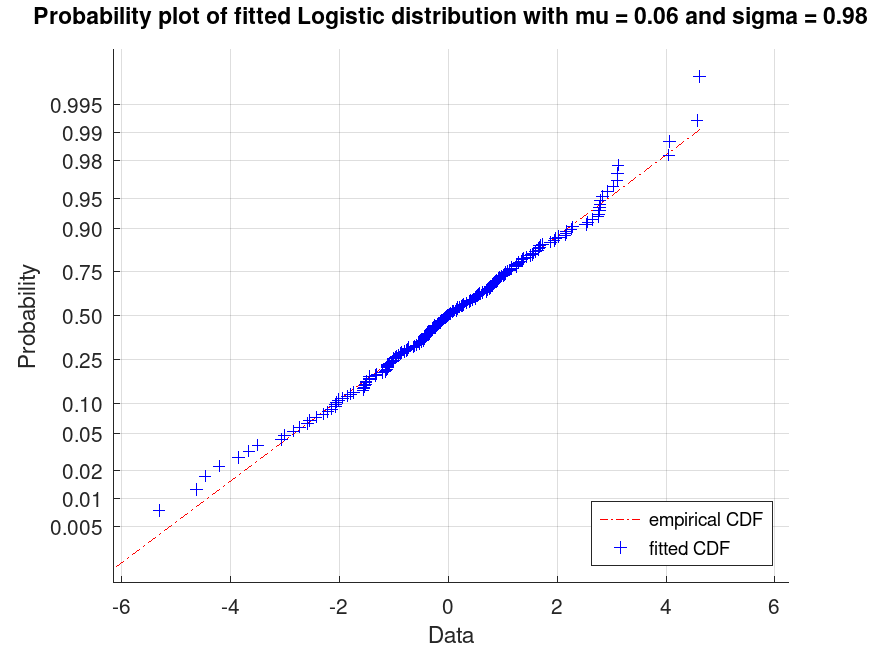 Probability plot of fitted Logistic distribution with mu = 0.06 and sigma = 0.98
Probability
0.995
0.99
0.98
0.95
0.90
0.75
0.50
0.25
0.10
0.05
0.02
0.01
0.005
empirical CDF
fitted CDF
-6 -4 -2 0 2 4 6
Data